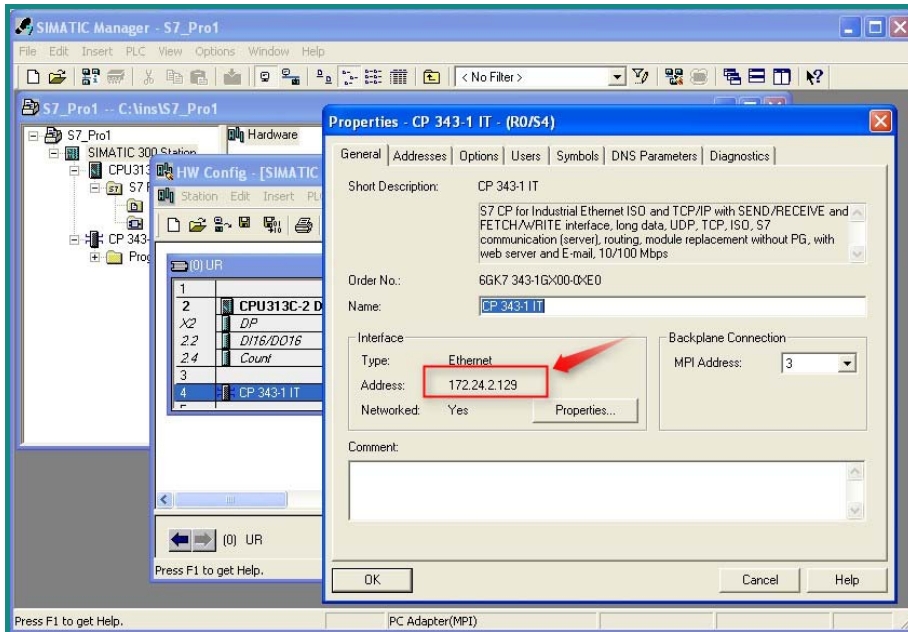 SIMATIC Manager - S7_Pro1
File Edit Insert PLC View Options Window Help
< No Filter >
S7_Pro1 -- C:\ins\S7_Pro1
S7_Pro1
SIMATIC 300 Station
CPU313
S7
CP 343-
Hardware
HW Config - [SIMATIC
Station Edit Insert
(0) UR
1
2 CPU313C-2 D
X2 DP
2.2 DI16/DO16
2.4 Count
3
4 CP 343-1 IT
(0) UR
Press F1 to get Help.
Properties - CP 343-1 IT - (R0/S4)
General Addresses Options Users Symbols DNS Parameters Diagnostics
Short Description: CP 343-1 IT
S7 CP for Industrial Ethernet ISO and TCP/IP with SEND/RECEIVE and
FETCH/WRITE interface, long data, UDP, TCP, ISO, S7
communication (server), routing, module replacement without PG, with
web server and E-mail, 10/100 Mbps
Order No.: 6GK7 343-1GX00-0XE0
Name: CP 343-1 IT
Interface
Type: Ethernet
Address: 172.24.2.129
Networked: Yes Properties...
Backplane Connection
MPI Address: 3
Comment:
OK Cancel Help
Press F1 to get Help. PC Adapter(MPI)